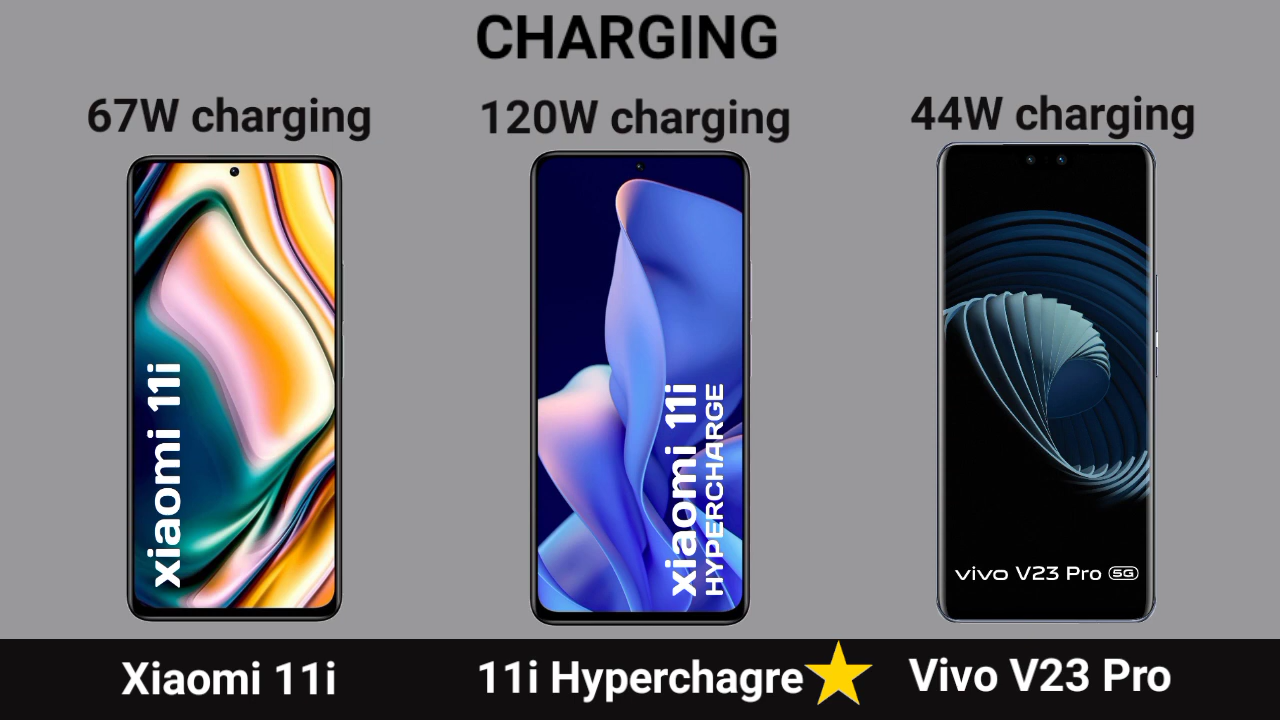 CHARGING
67W charging
120W charging
44W charging
xiaomi 11i
xiaomi 11i
HYPERCHARGE
vivo V23 Pro 5G
Xiaomi 11i
11i Hyperchagre
Vivo V23 Pro